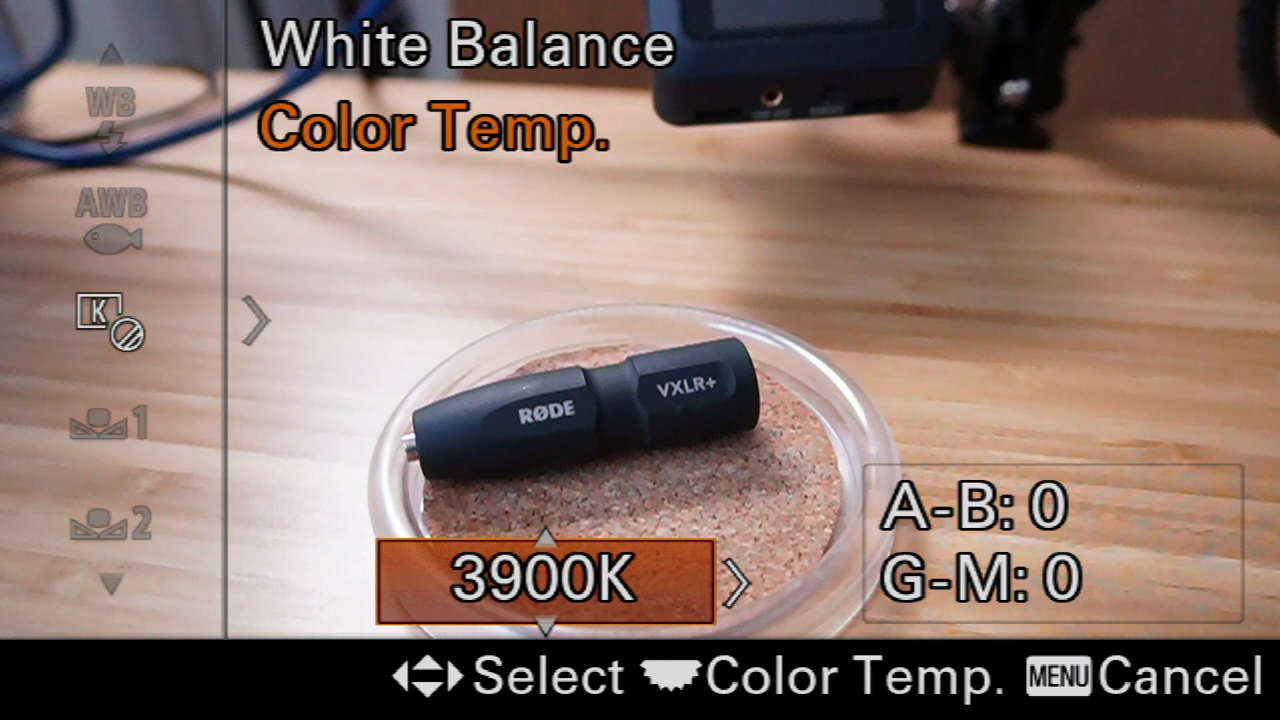 White Balance
Color Temp.
WB
AWB
K
1
2
RØDE
VXLR+
3900K
A-B: 0
G-M: 0
Select Color Temp. MENU Cancel